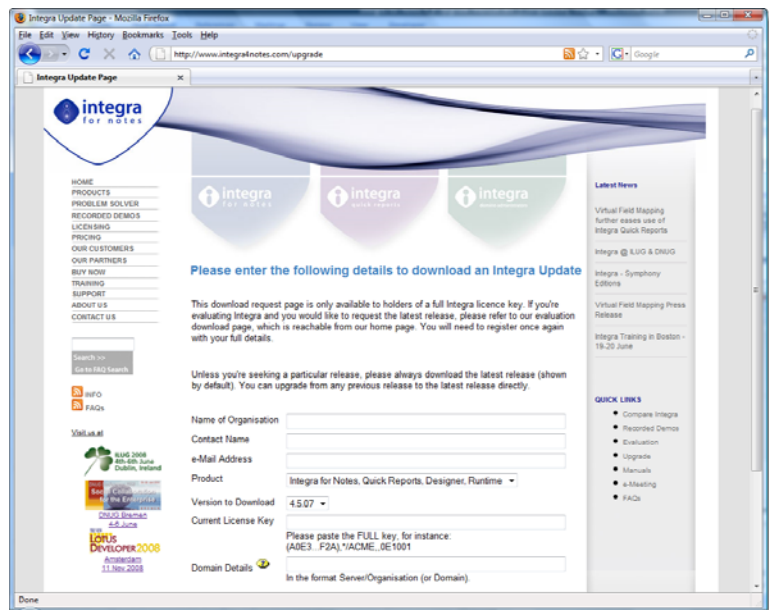 Integra Update Page - Mozilla Firefox
File Edit View History Bookmarks Tools Help
http://www.integra4notes.com/upgrade
Google
Integra Update Page
integra
for notes
HOME
PRODUCTS
PROBLEM SOLVER
RECORDED DEMOS
LICENSING
PRICING
OUR CUSTOMERS
OUR PARTNERS
BUY NOW
TRAINING
SUPPORT
ABOUT US
CONTACT US
Search >>
Go to FAQ Search
INFO
FAQs
Visit us at
ILUG 2008
4th-6th June
Dublin, Ireland
for the Enterprise
DNUG Bremen
4-6 June
LOTUS
DEVELOPER2008
Amsterdam
11 Nov 2008
integra
for notes
integra
quick reports
integra
Please enter the following details to download an Integra Update
This download request page is only available to holders of a full Integra licence key. If you're
evaluating Integra and you would like to request the latest release, please refer to our evaluation
download page, which is reachable from our home page. You will need to register once again
with your full details.
Unless you're seeking a particular release, please always download the latest release (shown
by default). You can upgrade from any previous release to the latest release directly.
Name of Organisation
Contact Name
e-Mail Address
Product Integra for Notes, Quick Reports, Designer, Runtime
Version to Download 4.5.07
Current License Key
Please paste the FULL key, for instance:
(A0E3...F2A),*/ACME,,0E1001
Domain Details
In the format Server/Organisation (or Domain).
Latest News
Virtual Field Mapping
further eases use of
Integra Quick Reports
Integra @ ILUG & DNUG
Integra - Symphony
Editions
Virtual Field Mapping Press
Release
Integra Training in Boston -
19-20 June
QUICK LINKS
Compare Integra
Recorded Demos
Evaluation
Upgrade
Manuals
e-Meeting
FAQs
Done